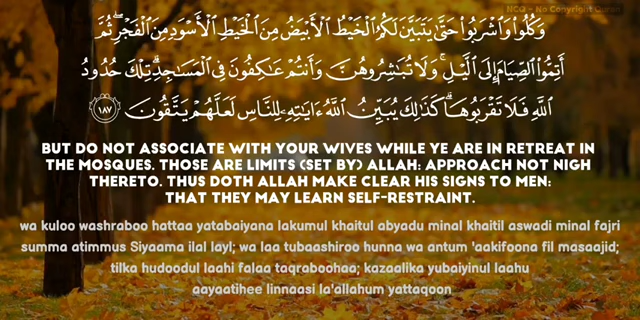 NCQ - No Copyright Quran
وَكُلُوا۟ وَٱشْرَبُوا۟ حَتَّىٰ يَتَبَيَّنَ لَكُمُ ٱلْخَيْطُ ٱلْأَبْيَضُ مِنَ ٱلْخَيْطِ ٱلْأَسْوَدِ مِنَ ٱلْفَجْرِ ۖ ثُمَّ
أَتِمُّوا۟ ٱلصِّيَامَ إِلَى ٱلَّيْلِ ۚ وَلَا تُبَـٰشِرُوهُنَّ وَأَنتُمْ عَـٰكِفُونَ فِى ٱلْمَسَـٰجِدِ ۗ تِلْكَ حُدُودُ
ٱللَّهِ فَلَا تَقْرَبُوهَا ۗ كَذَٰلِكَ يُبَيِّنُ ٱللَّهُ ءَايَـٰتِهِۦ لِلنَّاسِ لَعَلَّهُمْ يَتَّقُونَ ١٨٧
BUT DO NOT ASSOCIATE WITH YOUR WIVES WHILE YE ARE IN RETREAT IN
THE MOSQUES. THOSE ARE LIMITS (SET BY) ALLAH: APPROACH NOT NIGH
THERETO. THUS DOTH ALLAH MAKE CLEAR HIS SIGNS TO MEN:
THAT THEY MAY LEARN SELF-RESTRAINT.
wa kuloo washraboo hattaa yatabaiyana lakumul khaitul abyadu minal khaitil aswadi minal fajri
summa atimmus Siyaama ilal layl; wa laa tubaashiroo hunna wa antum 'aakifoona fil masaajid;
tilka hudoodul laahi falaa taqraboohaa; kazaalika yubaiyinul laahu
aayaatihee linnaasi la'allahum yattaqoon